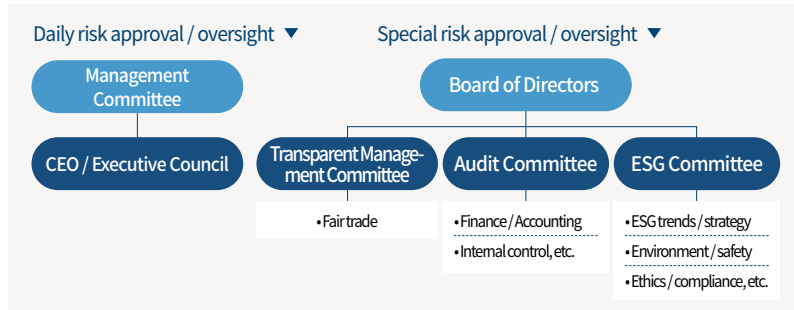 Daily risk approval / oversight ▼
Special risk approval / oversight ▼
Management
Committee
Board of Directors
CEO / Executive Council
Transparent Manage-
ment Committee
Audit Committee
ESG Committee
• Fair trade
• Finance / Accounting
• Internal control, etc.
• ESG trends / strategy
• Environment / safety
• Ethics / compliance, etc.